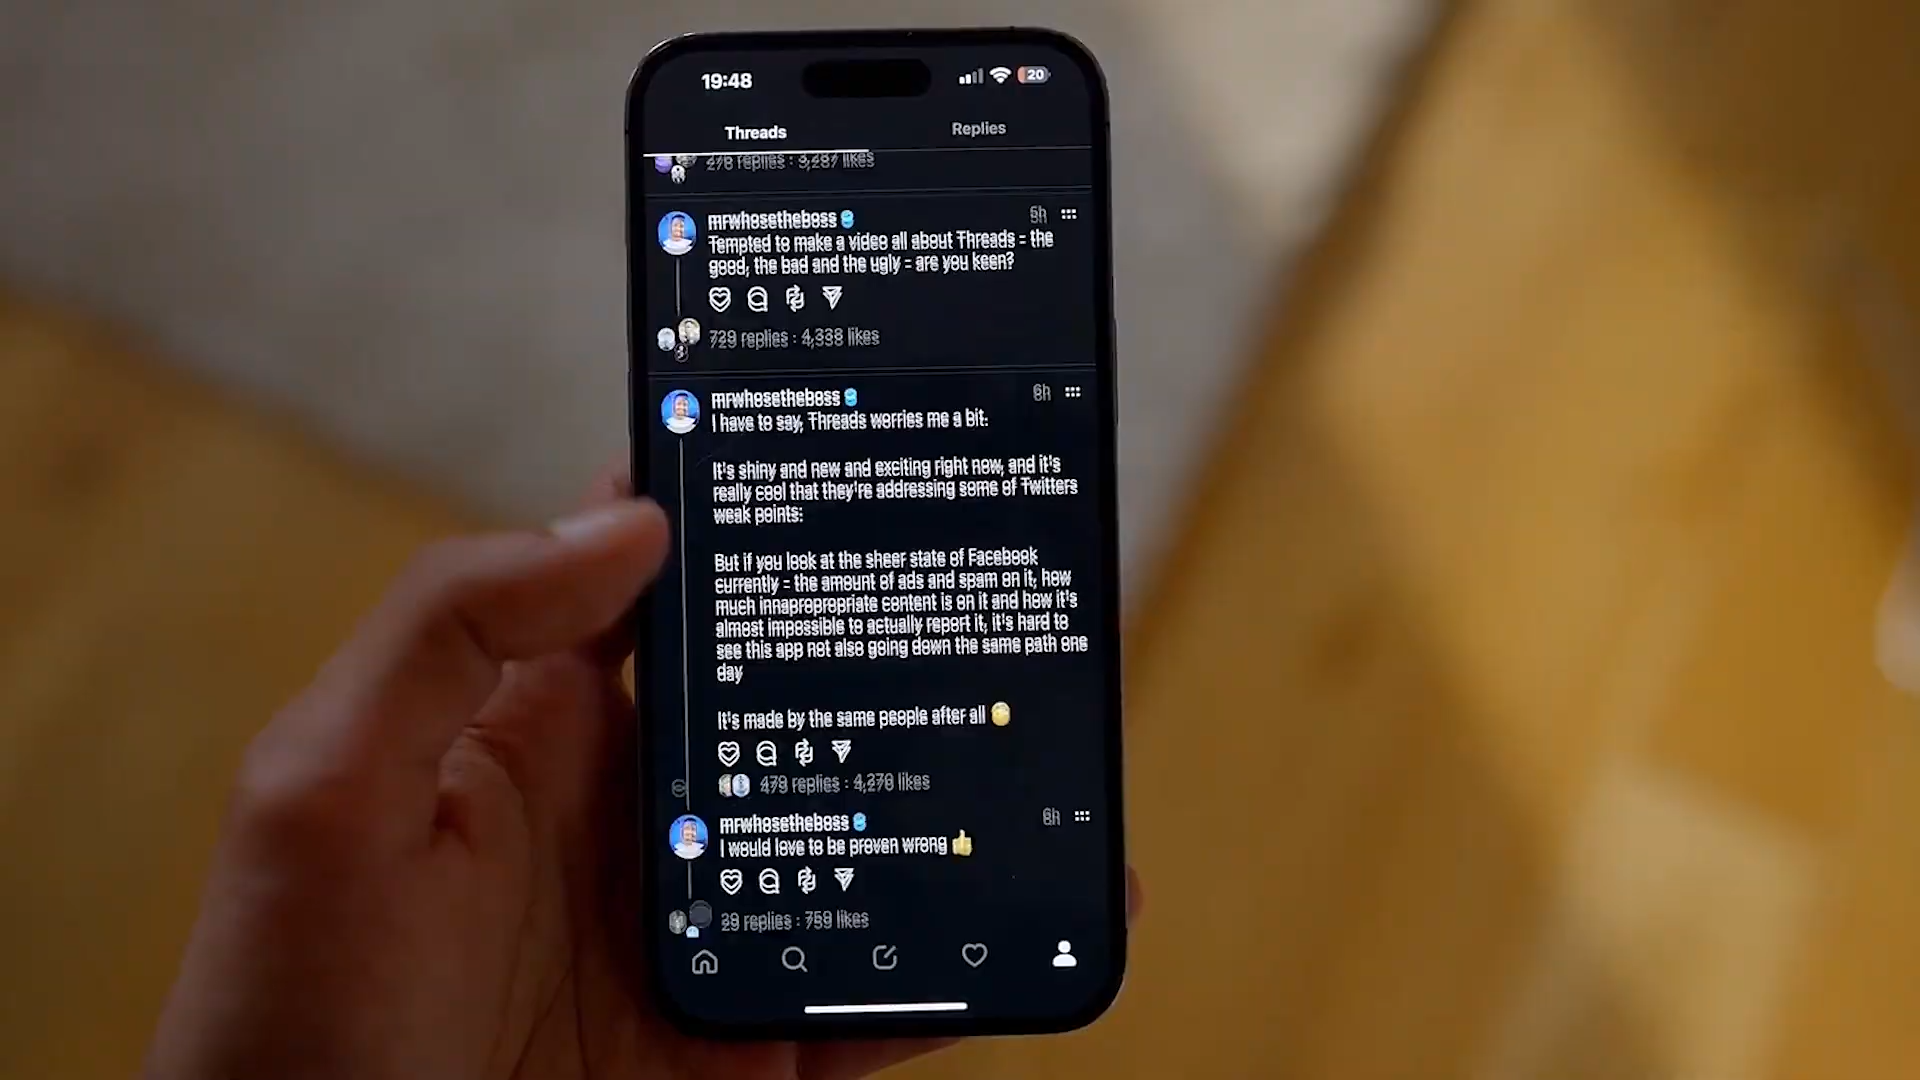 19:48
20
Threads
Replies
278 replies · 3,287 likes
mrwhosetheboss
Tempted to make a video all about Threads - the
good, the bad and the ugly - are you keen?
729 replies · 4,338 likes
mrwhosetheboss
6h
I have to say, Threads worries me a bit.
It's shiny and new and exciting right now, and it's
really cool that they're addressing some of Twitters
weak points.
But if you look at the sheer state of Facebook
currently - the amount of ads and spam on it, how
much innapropropriate content is on it and how it's
almost impossible to actually report it, it's hard to
see this app not also going down the same path one
day
It's made by the same people after all
479 replies · 4,270 likes
mrwhosetheboss
6h
I would love to be proven wrong 👍
29 replies · 759 likes